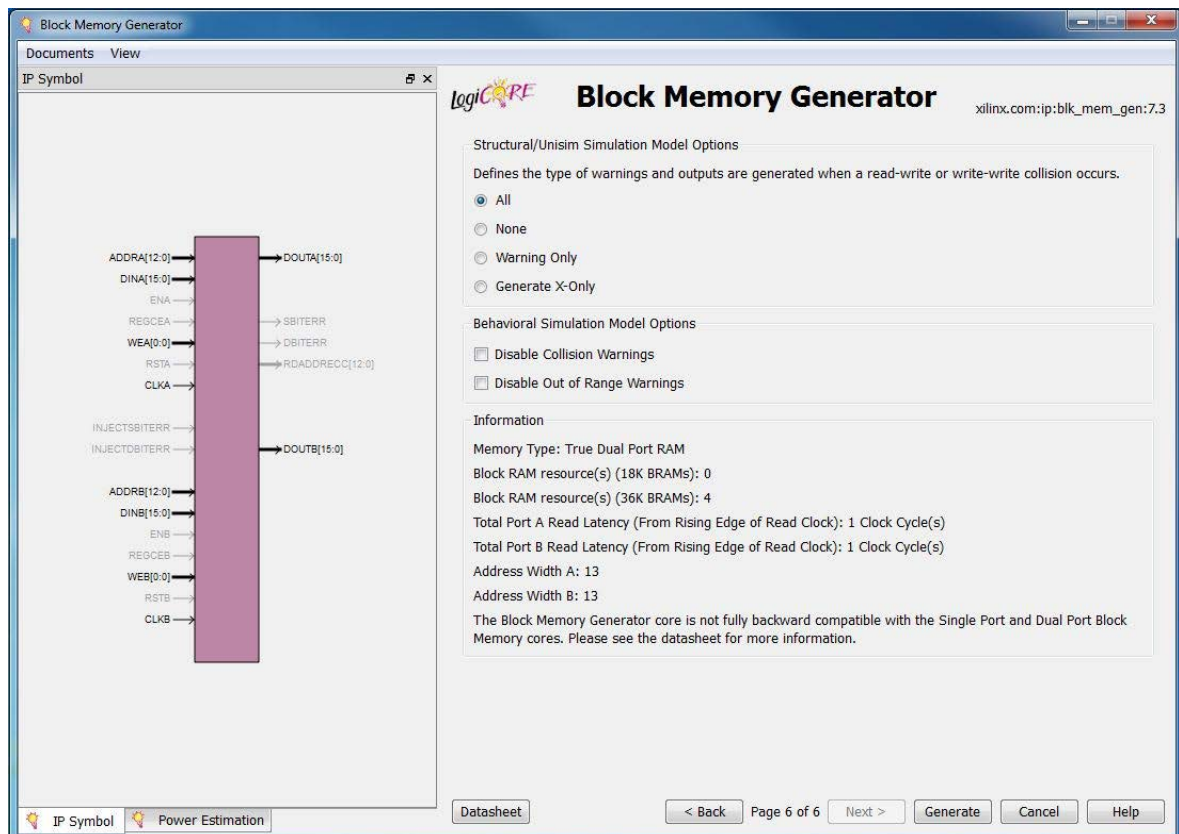 Block Memory Generator
Documents View
IP Symbol
ADDRA[12:0]
DINA[15:0]
ENA
REGCEA
WEA[0:0]
RSTA
CLKA
INJECTSBITERR
INJECTDBITERR
ADDRB[12:0]
DINB[15:0]
ENB
REGCEB
WEB[0:0]
RSTB
CLKB
DOUTA[15:0]
SBITERR
DBITERR
RDADDRECC[12:0]
DOUTB[15:0]
IP Symbol Power Estimation
LogiCORE
Block Memory Generator
xilinx.com:ip:blk_mem_gen:7.3
Structural/Unisim Simulation Model Options
Defines the type of warnings and outputs are generated when a read-write or write-write collision occurs.
All
None
Warning Only
Generate X-Only
Behavioral Simulation Model Options
Disable Collision Warnings
Disable Out of Range Warnings
Information
Memory Type: True Dual Port RAM
Block RAM resource(s) (18K BRAMs): 0
Block RAM resource(s) (36K BRAMs): 4
Total Port A Read Latency (From Rising Edge of Read Clock): 1 Clock Cycle(s)
Total Port B Read Latency (From Rising Edge of Read Clock): 1 Clock Cycle(s)
Address Width A: 13
Address Width B: 13
The Block Memory Generator core is not fully backward compatible with the Single Port and Dual Port Block
Memory cores. Please see the datasheet for more information.
Datasheet < Back Page 6 of 6 Next > Generate Cancel Help